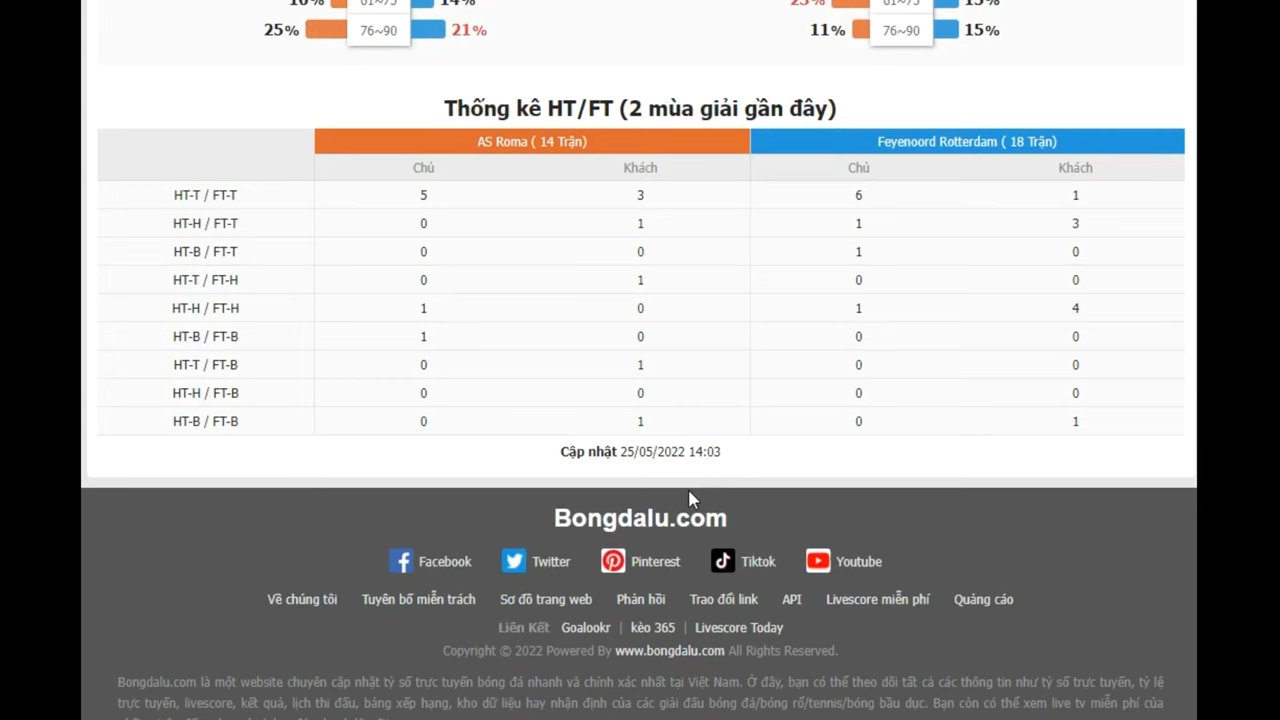 16% 61~75 14% 23% 61~75 15%
25% 76~90 21% 11% 76~90 15%
Thống kê HT/FT (2 mùa giải gần đây)
AS Roma ( 14 Trận) Feyenoord Rotterdam ( 18 Trận)
Chủ Khách Chủ Khách
HT-T / FT-T 5 3 6 1
HT-H / FT-T 0 1 1 3
HT-B / FT-T 0 0 1 0
HT-T / FT-H 0 1 0 0
HT-H / FT-H 1 0 1 4
HT-B / FT-B 1 0 0 0
HT-T / FT-B 0 1 0 0
HT-H / FT-B 0 0 0 0
HT-B / FT-B 0 1 0 1
Cập nhật 25/05/2022 14:03
Bongdalu.com
Facebook Twitter Pinterest Tiktok Youtube
Về chúng tôi Tuyên bố miễn trách Sơ đồ trang web Phản hồi Trao đổi link API Livescore miễn phí Quảng cáo
Liên Kết Goalookr | kèo 365 | Livescore Today
Copyright © 2022 Powered By www.bongdalu.com All Rights Reserved.
Bongdalu.com là một website chuyên cập nhật tỷ số trực tuyến bóng đá nhanh và chính xác nhất tại Việt Nam. Ở đây, bạn có thể theo dõi tất cả các thông tin như tỷ số trực tuyến, tỷ lệ
trực tuyến, livescore, kết quả, lịch thi đấu, bảng xếp hạng, kho dữ liệu hay nhận định của các giải đấu bóng đá/bóng rổ/tennis/bóng bầu dục. Bạn còn có thể xem live tv miễn phí của